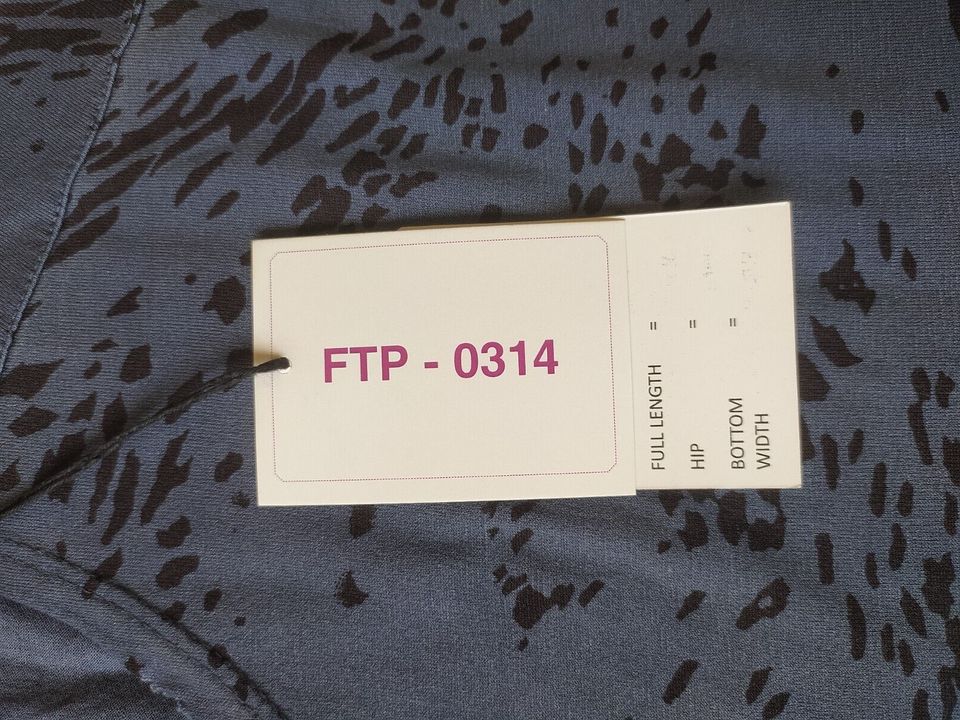 FTP - 0314
FULL LENGTH =
HIP =
BOTTOM =
WIDTH